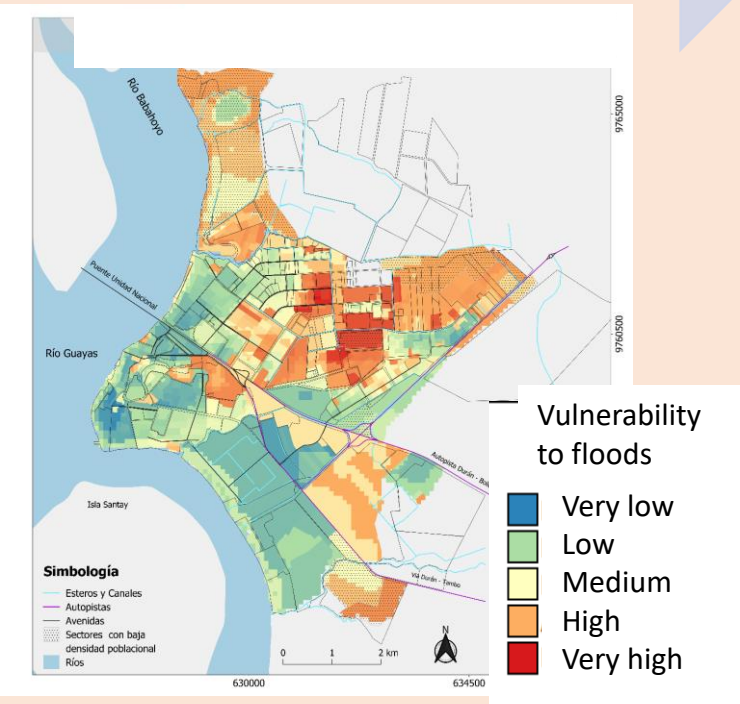 Río Babahoyo
9765000
Puente Unidad Nacional
Río Guayas
9760500
Isla Santay
Autopista Durán -
Vía Durán - Tambo
Vulnerability
to floods
Very low
Low
Medium
High
Very high
Simbología
Esteros y Canales
Autopistas
Avenidas
Sectores con baja
densidad poblacional
Ríos
0 1 2 km
N
630000
634500